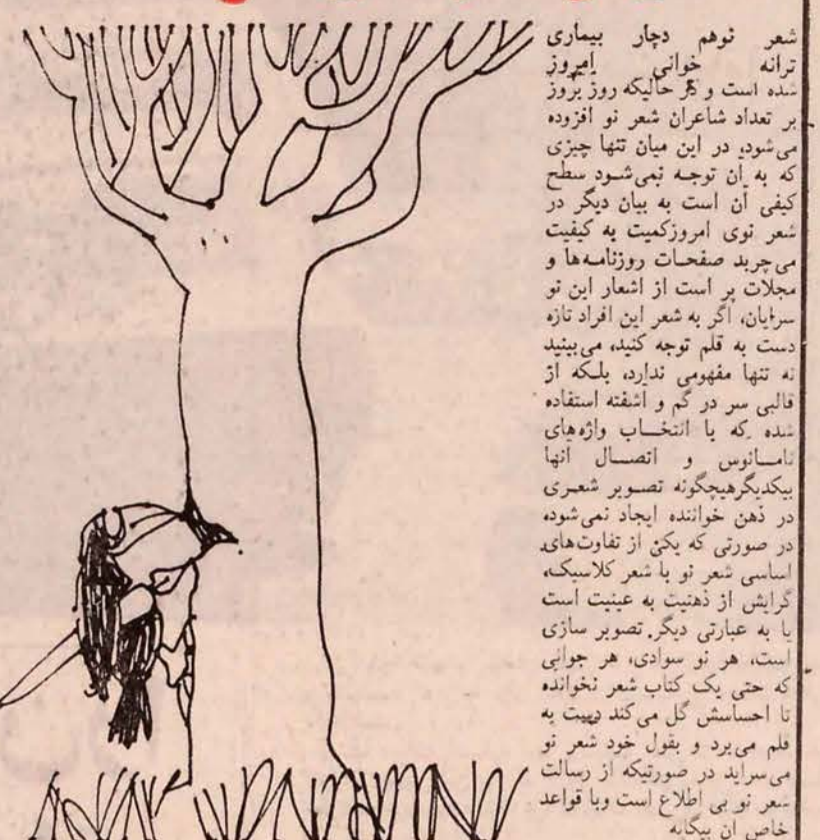 شعر نوهم دچار بیماری
ترانه خوانی امروز
شده است و در حالیکه روز بروز
بر تعداد شاعران شعر نو افزوده
می‌شود، در این میان تنها چیزی
که به آن توجه نمی‌شود سطح
کیفی آن است به بیان دیگر در
شعر نوی امروزکمیت به کیفیت
می‌چربد صفحات روزنامه‌ها و
مجلات پر است از اشعار این نو
سرایان، اگر به شعر این افراد تازه
دست به قلم توجه کنید، می‌بینید
نه تنها مفهومی ندارد، بلکه از
قالبی سر در گم و آشفته استفاده
شده که با انتخاب واژه‌های
نامانوس و اتصال آنها
بیکدیگرهیچگونه تصویر شعری
در ذهن خواننده ایجاد نمی‌شود،
در صورتی که یکی از تفاوت‌های
اساسی شعر نو با شعر کلاسیک،
گرایش از ذهنیت به عینیت است
یا به عبارتی دیگر. تصویر سازی
است، هر نو سوادی، هر جوانی
که حتی یک کتاب شعر نخوانده
تا احساسش گل می‌کند دست به
قلم می‌برد و بقول خود شعر نو
می‌سراید در صورتیکه از رسالت
شعر نو بی اطلاع است وبا قواعد
خاص آن بیگانه